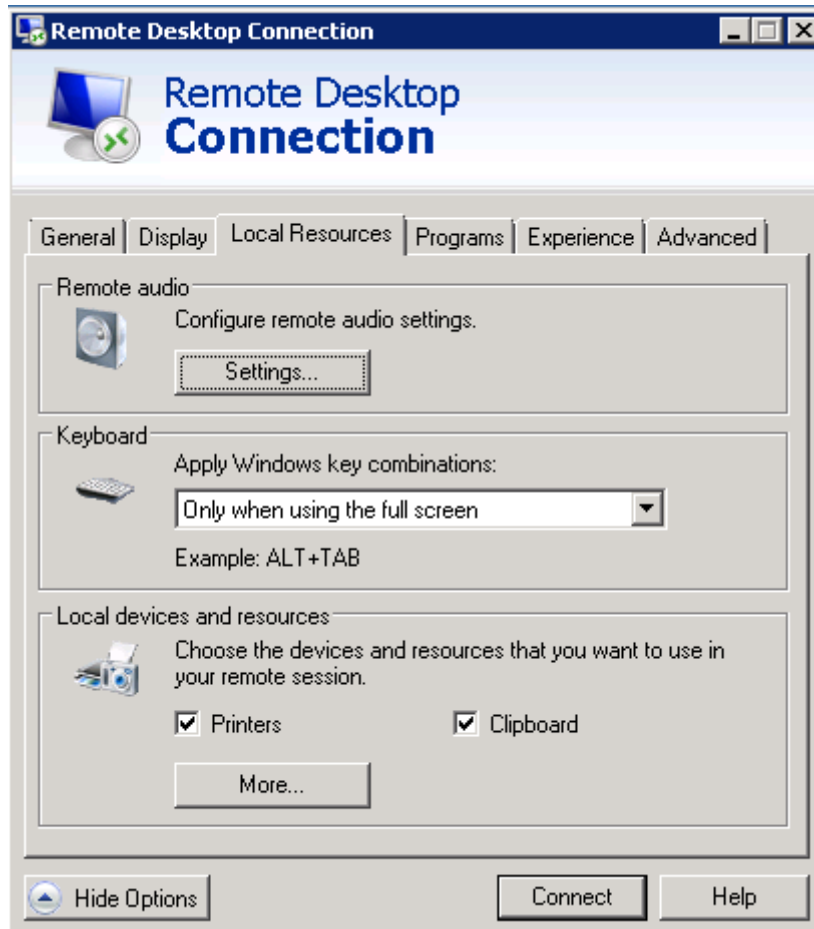 Remote Desktop Connection
Remote Desktop
Connection
General Display Local Resources Programs Experience Advanced
Remote audio
Configure remote audio settings.
Settings...
Keyboard
Apply Windows key combinations:
Only when using the full screen
Example: ALT+TAB
Local devices and resources
Choose the devices and resources that you want to use in
your remote session.
Printers Clipboard
More...
Hide Options Connect Help